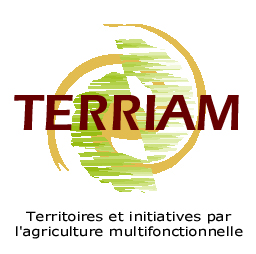 TERRIAM
Territoires et initiatives par
l'agriculture multifonctionnelle